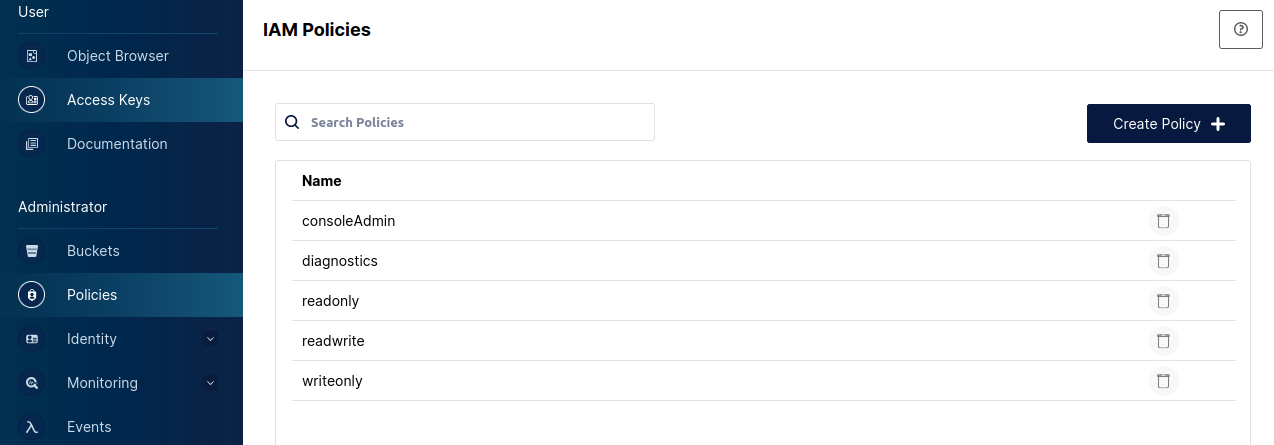 User
Object Browser
Access Keys
Documentation
Administrator
Buckets
Policies
Identity
Monitoring
Events
IAM Policies
Search Policies
Create Policy
Name
consoleAdmin
diagnostics
readonly
readwrite
writeonly